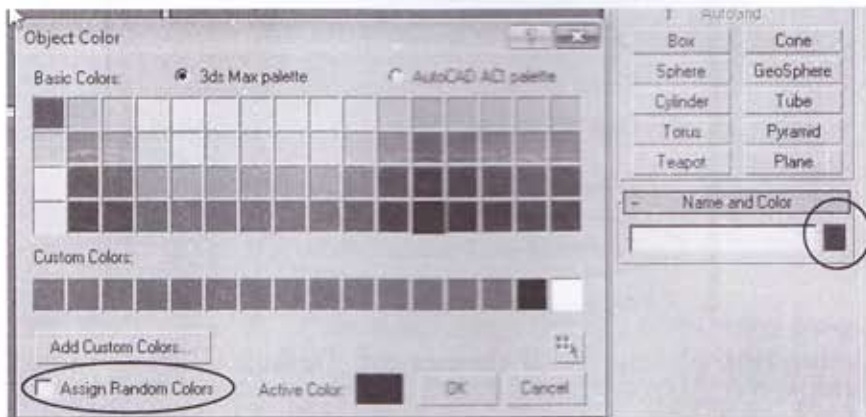 Object Color
Basic Colors:
3ds Max palette
AutoCAD ACI palette
Custom Colors:
Add Custom Colors...
Assign Random Colors
Active Color:
OK
Cancel
AutoGrid
Box
Cone
Sphere
GeoSphere
Cylinder
Tube
Torus
Pyramid
Teapot
Plane
- Name and Color